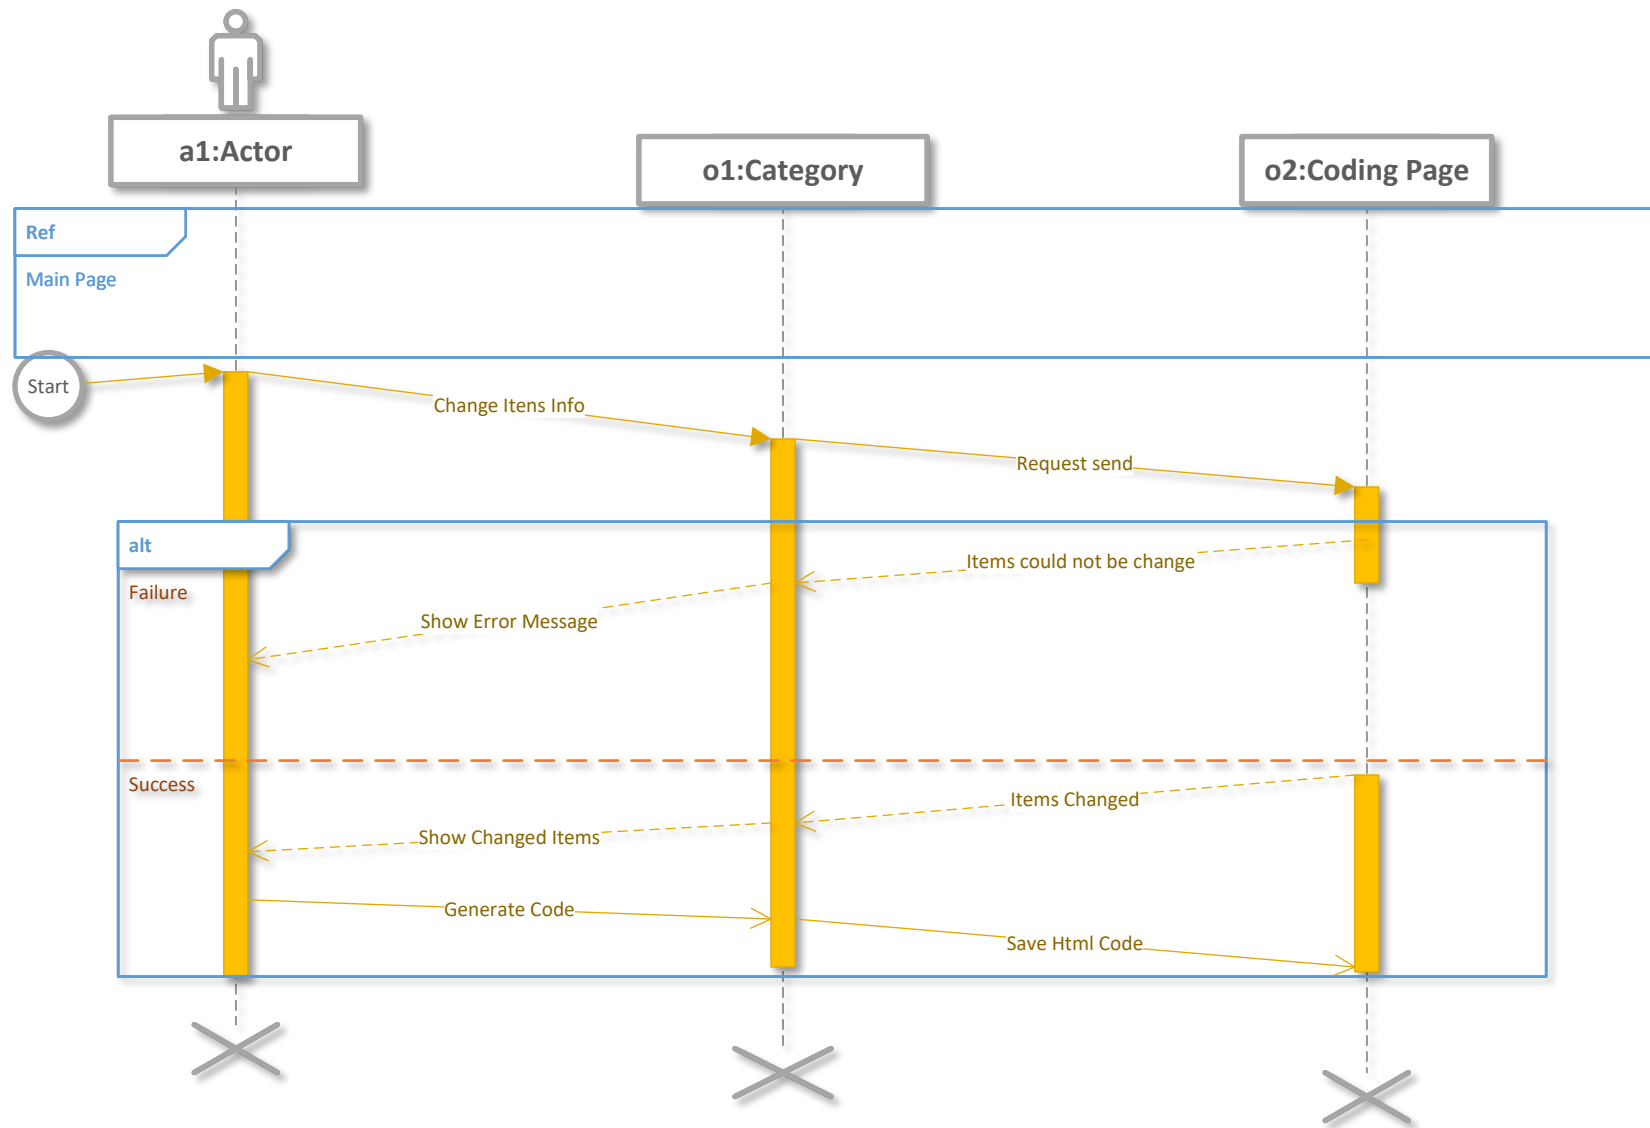 a1:Actor
o1:Category
o2:Coding Page
Ref
Main Page
Start
Change Itens Info
Request send
alt
Items could not be change
Failure
Show Error Message
Success
Items Changed
Show Changed Items
Generate Code
Save Html Code